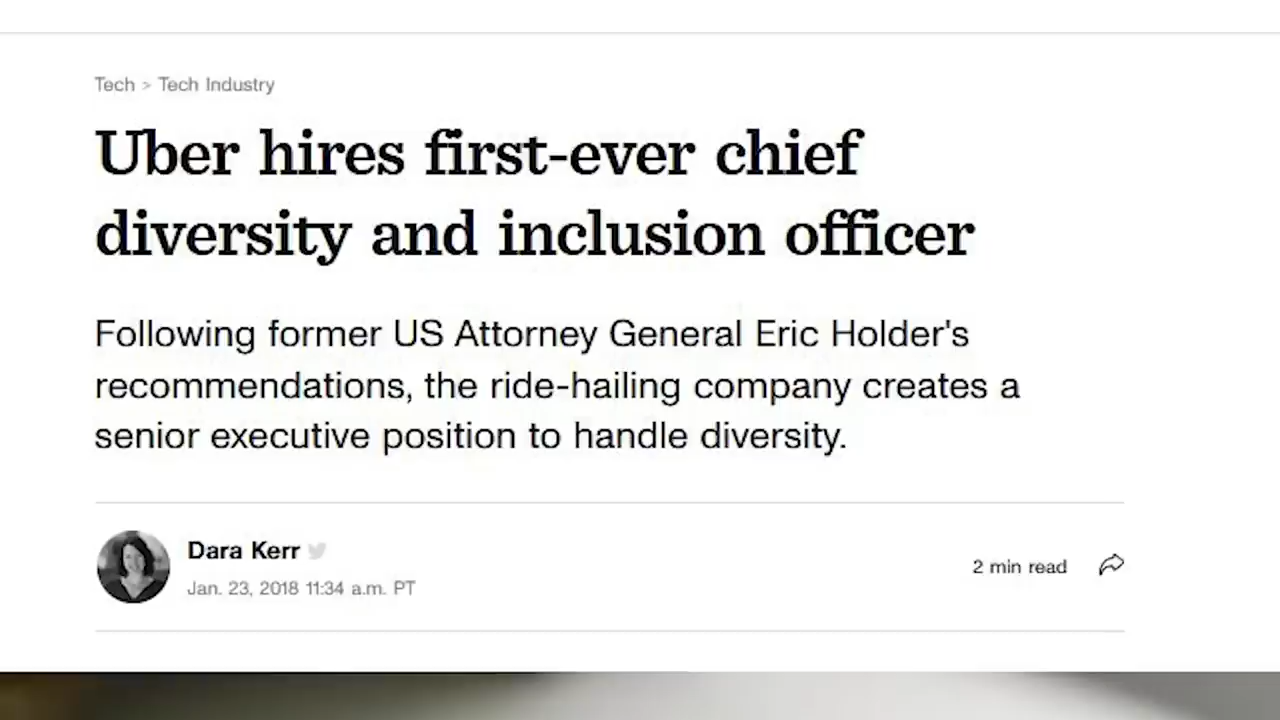 Tech > Tech Industry
Uber hires first-ever chief
diversity and inclusion officer
Following former US Attorney General Eric Holder's
recommendations, the ride-hailing company creates a
senior executive position to handle diversity.
Dara Kerr
Jan. 23, 2018 11:34 a.m. PT
2 min read